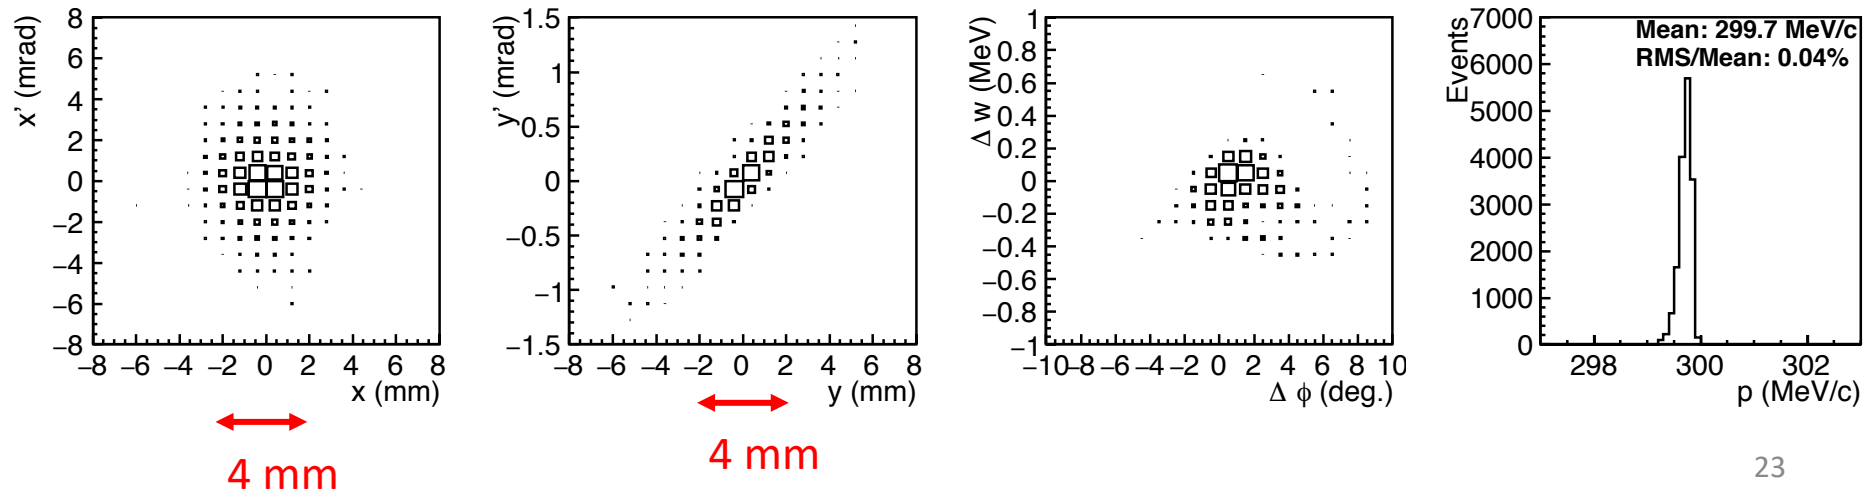 x' (mrad)
8
6
4
2
0
−2
−4
−6
−8
−8 −6 −4 −2 0 2 4 6 8
x (mm)
4 mm
y' (mrad)
1.5
1
0.5
0
−0.5
−1
−1.5
−8 −6 −4 −2 0 2 4 6 8
y (mm)
4 mm
Δ w (MeV)
1
0.8
0.6
0.4
0.2
0
−0.2
−0.4
−0.6
−0.8
−1
−10 −8 −6 −4 −2 0 2 4 6 8 10
Δ ϕ (deg.)
Events
7000
6000
5000
4000
3000
2000
1000
0
Mean: 299.7 MeV/c
RMS/Mean: 0.04%
298 300 302
p (MeV/c)
23